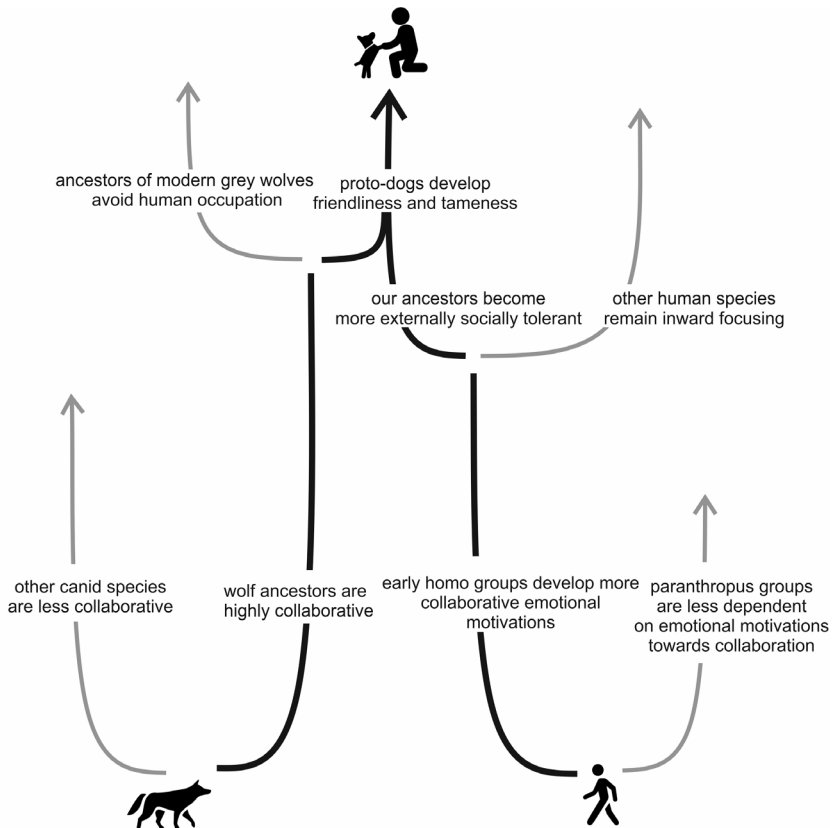 ancestors of modern grey wolves
avoid human occupation
proto-dogs develop
friendliness and tameness
our ancestors become
more externally socially tolerant
other human species
remain inward focusing
other canid species
are less collaborative
wolf ancestors are
highly collaborative
early homo groups develop more
collaborative emotional
motivations
paranthropus groups
are less dependent
on emotional motivations
towards collaboration